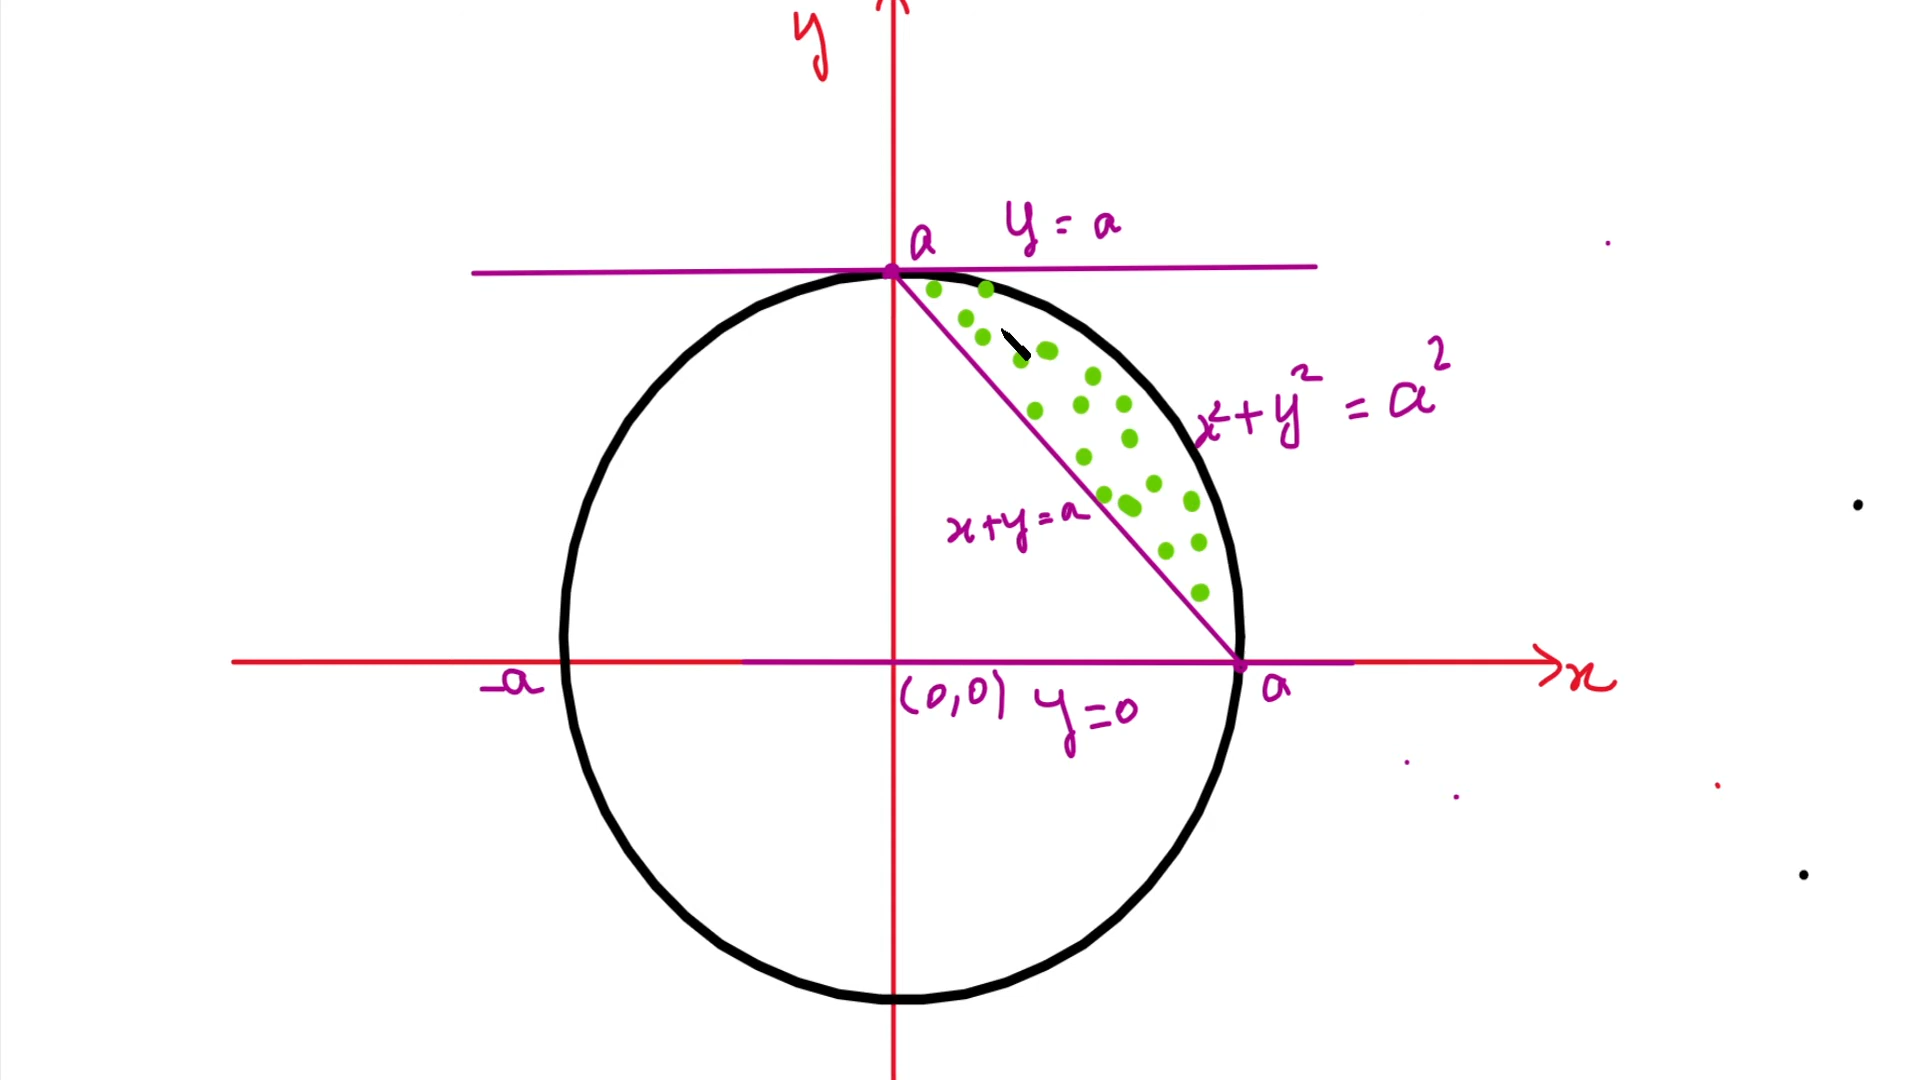 y
a
y = a
x² + y² = a²
x + y = a
-a
(0,0)
y = 0
a
x